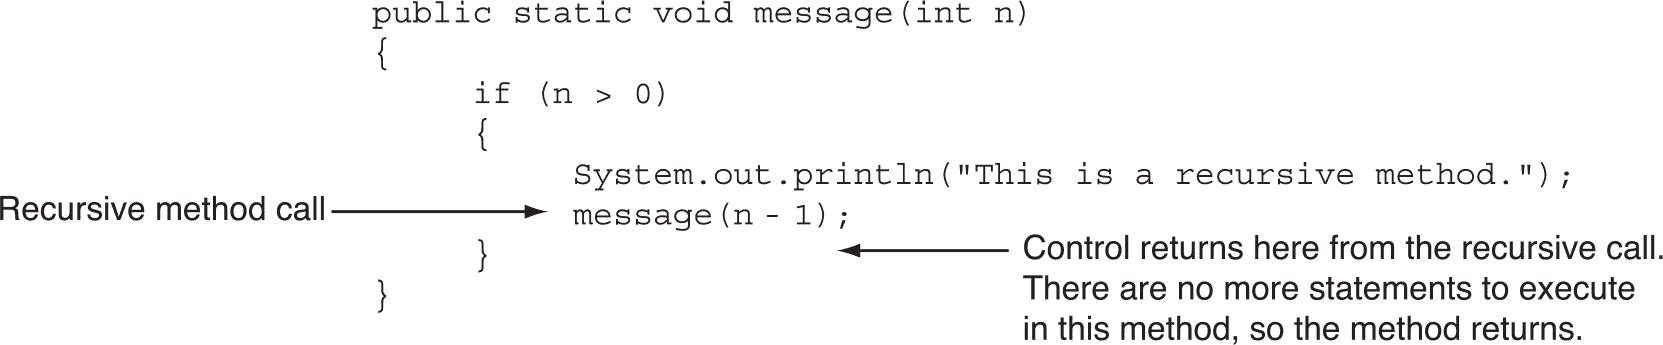 public static void message(int n)
{
if (n > 0)
{
System.out.println("This is a recursive method.");
Recursive method call
message(n - 1);
}
Control returns here from the recursive call.
There are no more statements to execute
in this method, so the method returns.
}